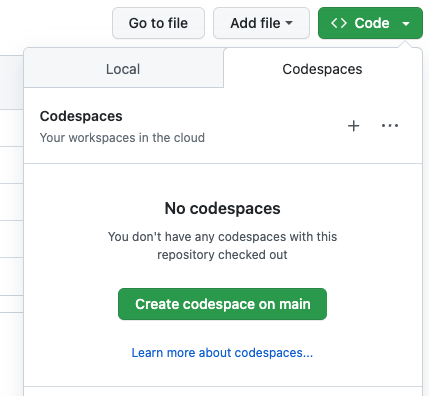 Go to file Add file Code
Local Codespaces
Codespaces
Your workspaces in the cloud
No codespaces
You don't have any codespaces with this
repository checked out
Create codespace on main
Learn more about codespaces...